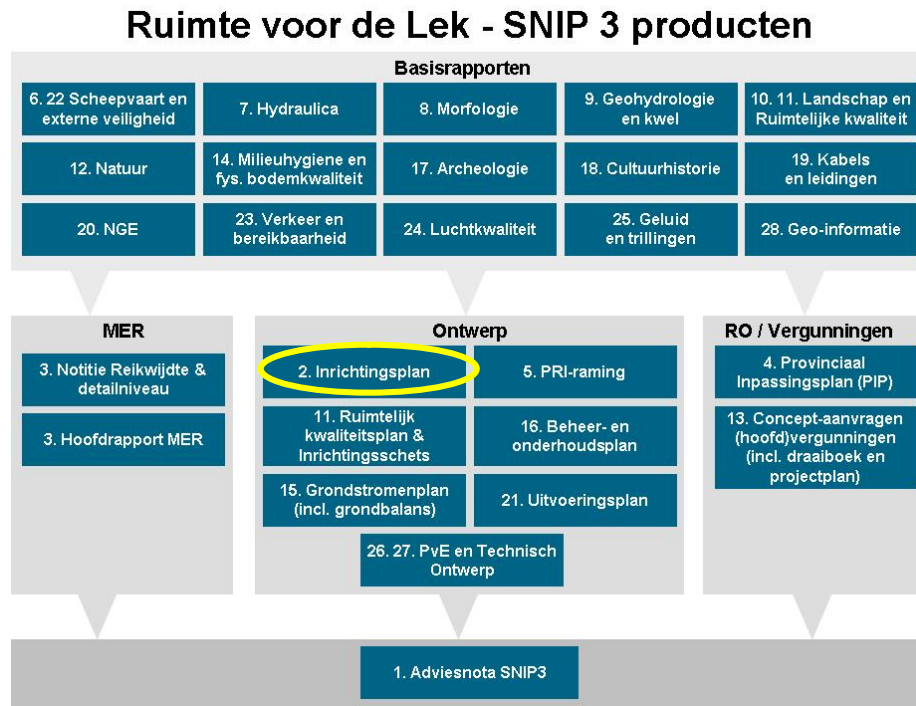 Ruimte voor de Lek - SNIP 3 producten
Basisrapporten
6. 22 Scheepvaart en
externe veiligheid
7. Hydraulica
8. Morfologie
9. Geohydrologie
en kwel
10. 11. Landschap en
Ruimtelijke kwaliteit
12. Natuur
14. Milieuhygiene en
fys. bodemkwaliteit
17. Archeologie
18. Cultuurhistorie
19. Kabels
en leidingen
20. NGE
23. Verkeer en
bereikbaarheid
24. Luchtkwaliteit
25. Geluid
en trillingen
28. Geo-informatie
MER
3. Notitie Reikwijdte &
detailniveau
3. Hoofdrapport MER
Ontwerp
2. Inrichtingsplan
5. PRI-raming
11. Ruimtelijk
kwaliteitsplan &
Inrichtingsschets
16. Beheer- en
onderhoudsplan
15. Grondstromenplan
(incl. grondbalans)
21. Uitvoeringsplan
26. 27. PvE en Technisch
Ontwerp
RO / Vergunningen
4. Provinciaal
Inpassingsplan (PIP)
13. Concept-aanvragen
(hoofd)vergunningen
(incl. draaiboek en
projectplan)
1. Adviesnota SNIP3